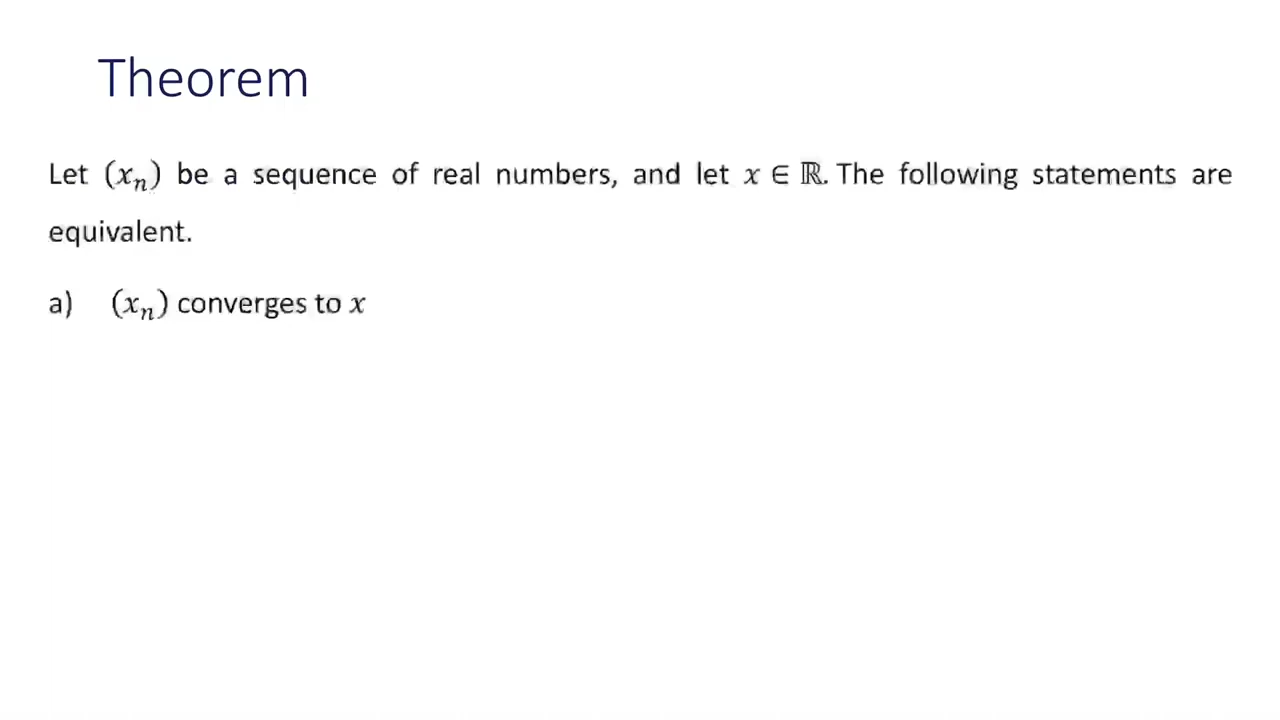 Theorem
Let (xₙ) be a sequence of real numbers, and let x ∈ ℝ. The following statements are
equivalent.
a) (xₙ) converges to x